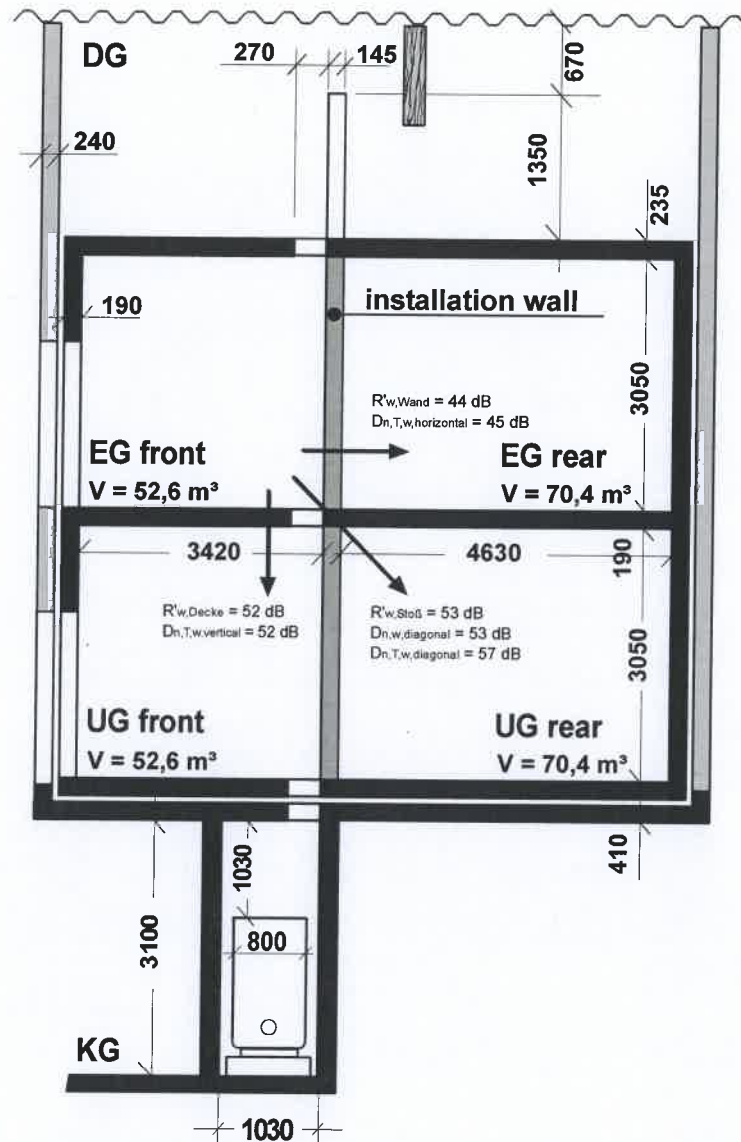 DG
270
145
670
240
1350
235
190
installation wall
3050
R'w,Wand = 44 dB
Dn,T,w,horizontal = 45 dB
EG front
V = 52,6 m³
EG rear
V = 70,4 m³
3420
4630
190
R'w,Decke = 52 dB
Dn,T,w,vertical = 52 dB
R'w,Stoß = 53 dB
Dn,w,diagonal = 53 dB
Dn,T,w,diagonal = 57 dB
3050
UG front
V = 52,6 m³
UG rear
V = 70,4 m³
1030
410
3100
800
KG
1030